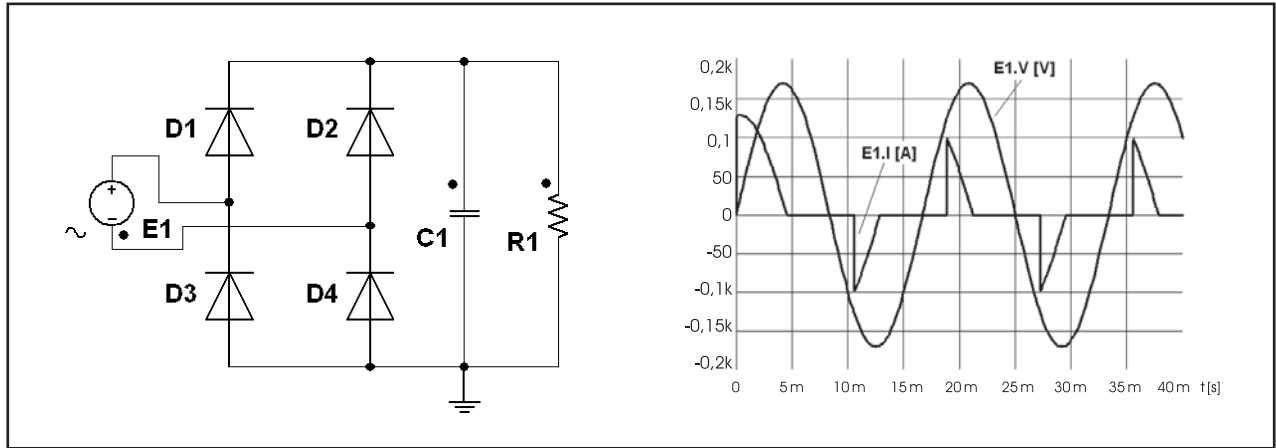 D1
D2
E1
C1
R1
D3
D4
+
−
~
E1.V [V]
E1.I [A]
0,2k
0,15k
0,1
50
0
-50
-0,1k
-0,15k
-0,2k
0 5m 10m 15m 20m 25m 30m 35m 40m t[s]